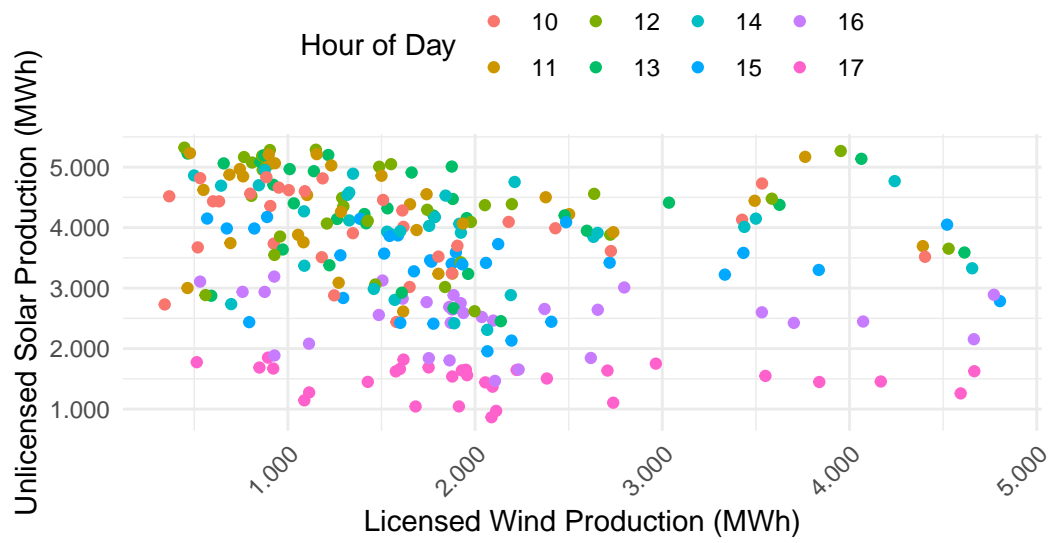 Hour of Day
10 12 14 16
11 13 15 17
Unlicensed Solar Production (MWh)
5.000
4.000
3.000
2.000
1.000
1.000 2.000 3.000 4.000 5.000
Licensed Wind Production (MWh)